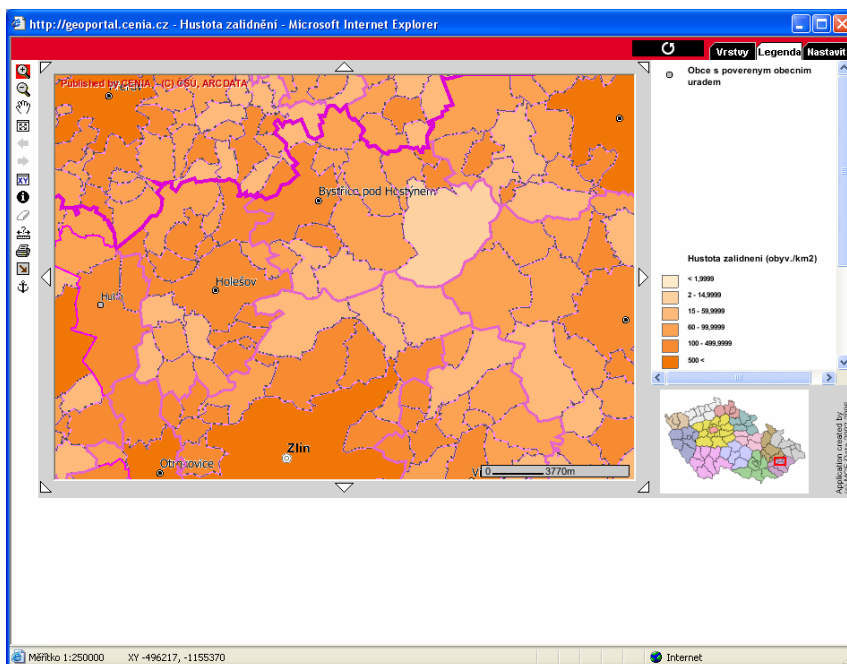 http://geoportal.cenia.cz - Hustota zalidnění - Microsoft Internet Explorer
Vrstvy Legenda Nastavit
Published by CENIA - (C) ČSÚ, ARCDATA
Obce s poverenym obecnim
uradem
XY
Bystřice pod Hostýnem
Holešov
Hulín
Hustota zalidneni (obyv./km2)
< 1,9999
2 - 14,9999
15 - 59,9999
60 - 99,9999
100 - 499,9999
500 <
Zlín
Otrokovice
0 3770m
Application created by
Měřítko 1:250000 XY -496217, -1155370 Internet